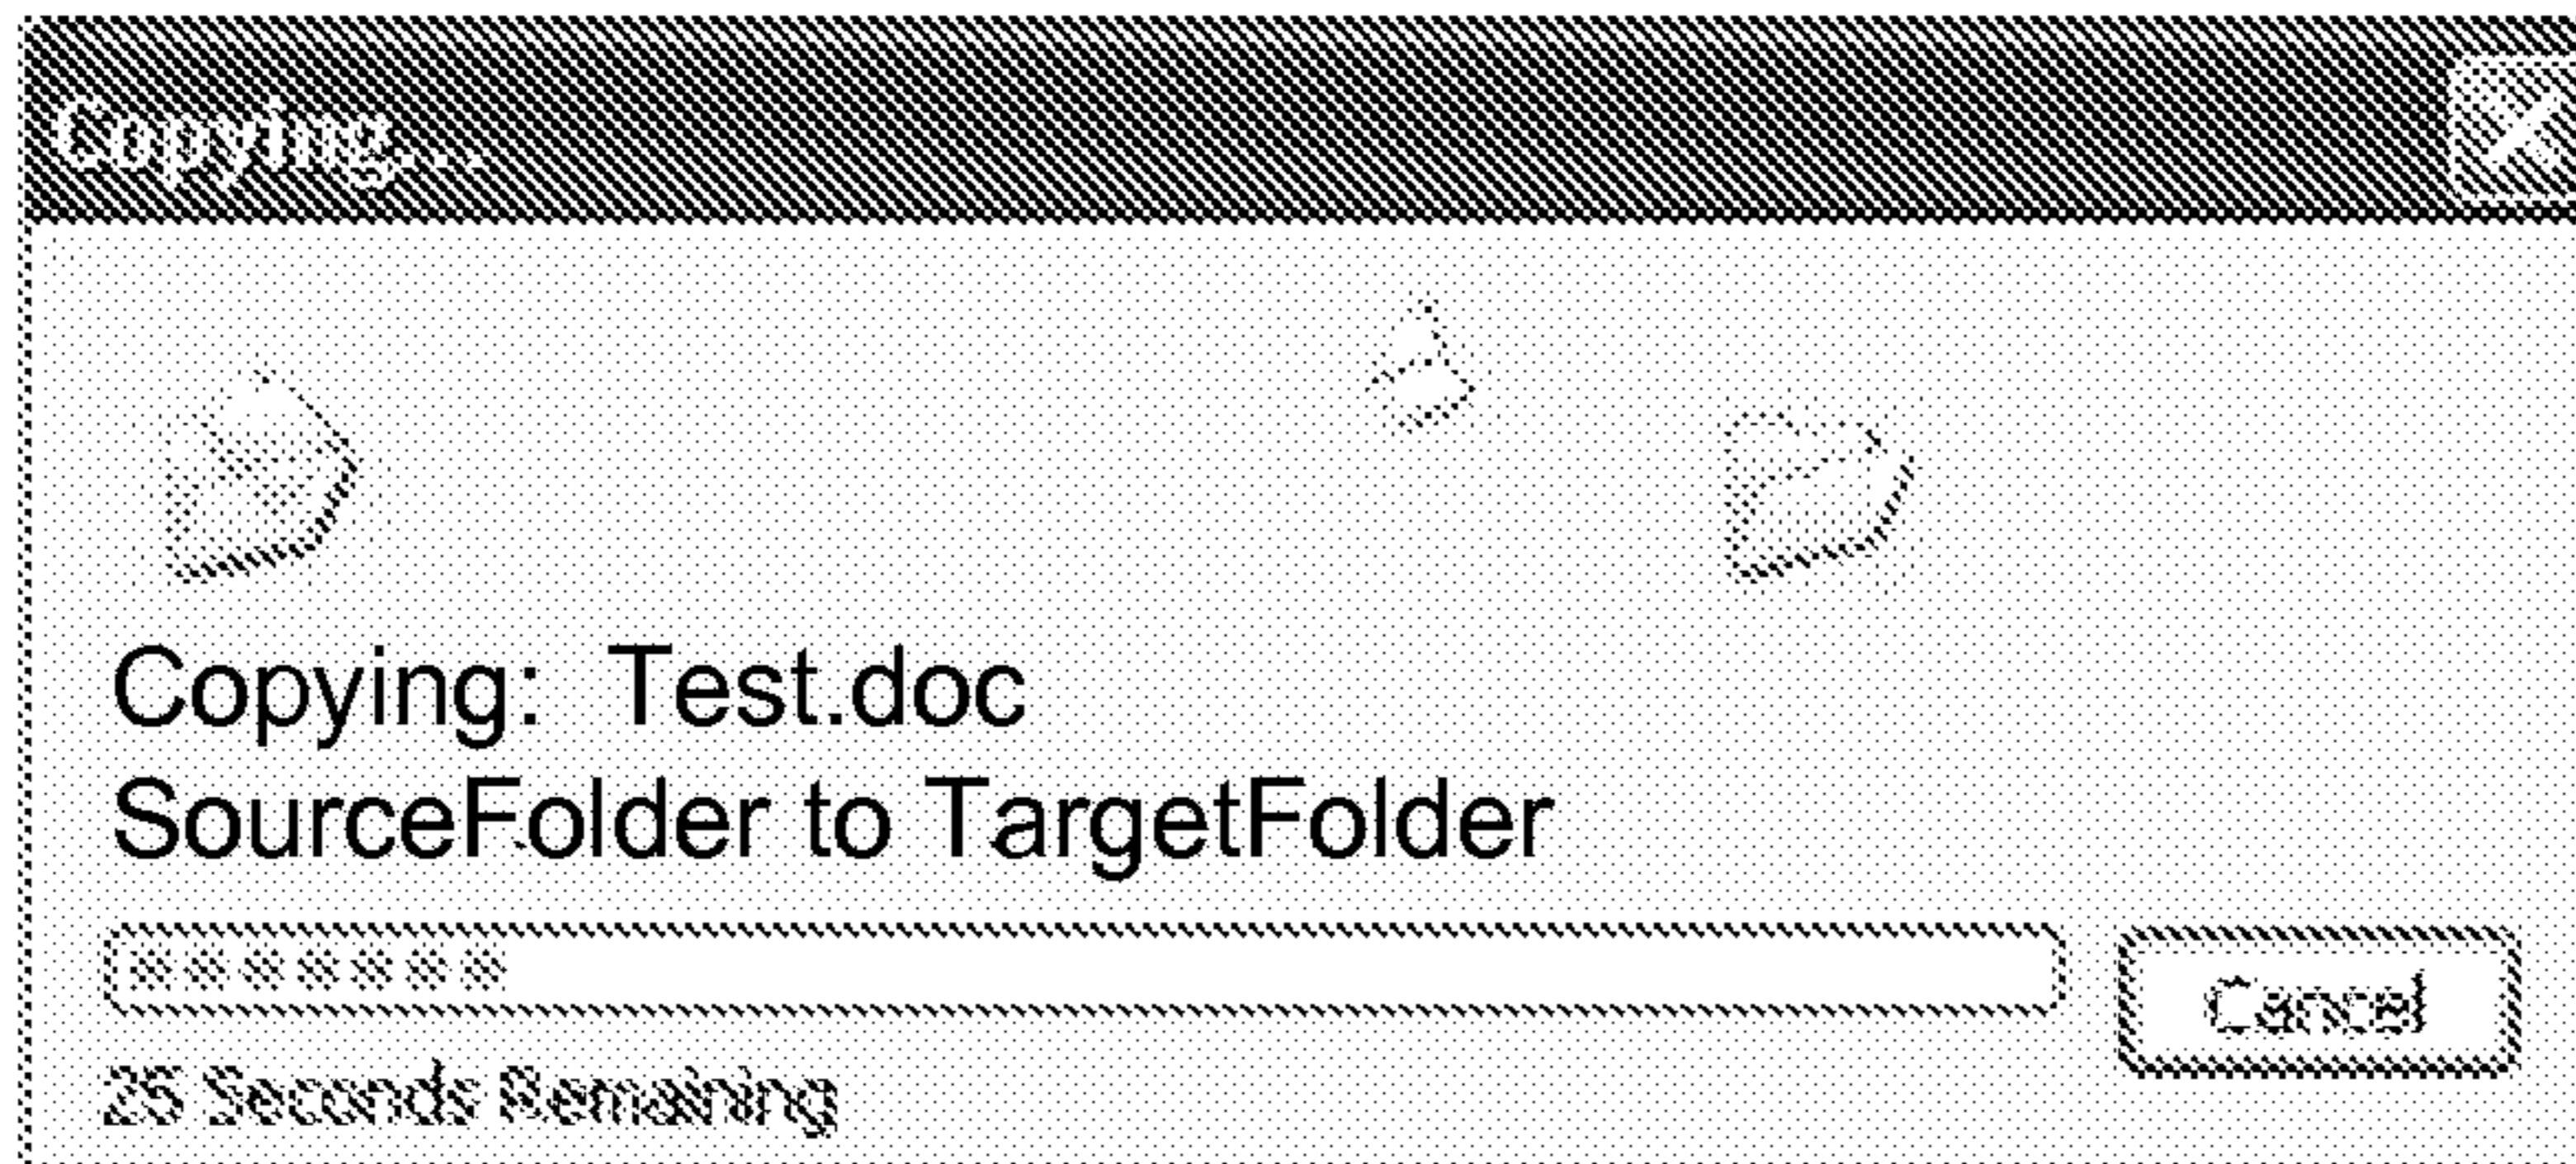 Copying...
Copying: Test.doc
SourceFolder to TargetFolder
Cancel
25 Seconds Remaining